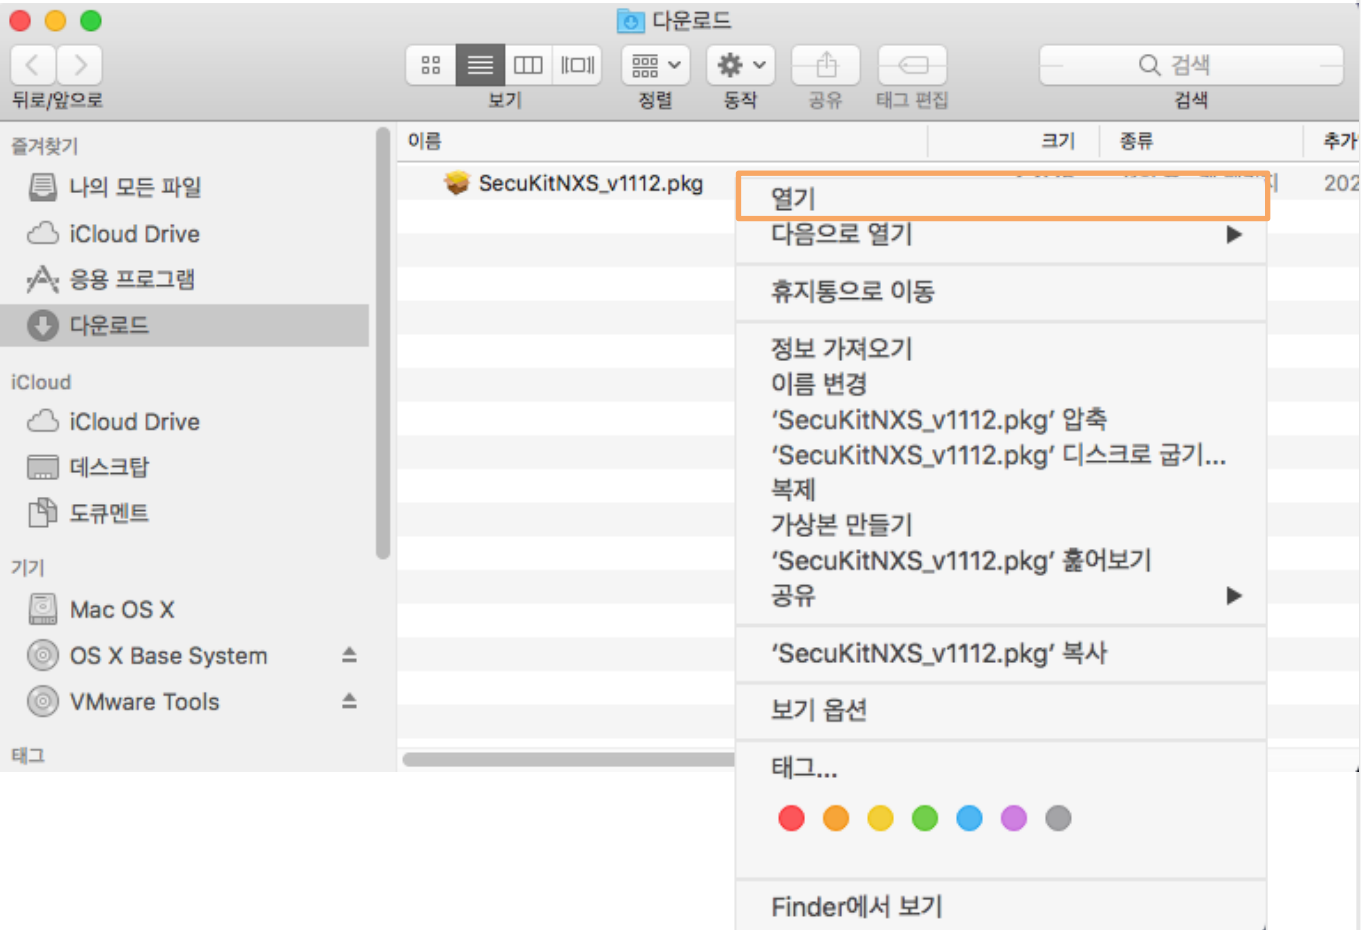 다운로드
뒤로/앞으로
보기
정렬
동작
공유
태그 편집
검색
검색
즐겨찾기
나의 모든 파일
iCloud Drive
응용 프로그램
다운로드
iCloud
iCloud Drive
데스크탑
도큐멘트
기기
Mac OS X
OS X Base System
VMware Tools
태그
이름 크기 종류 추가
SecuKitNXS_v1112.pkg 202
열기
다음으로 열기
휴지통으로 이동
정보 가져오기
이름 변경
‘SecuKitNXS_v1112.pkg’ 압축
‘SecuKitNXS_v1112.pkg’ 디스크로 굽기...
복제
가상본 만들기
‘SecuKitNXS_v1112.pkg’ 훑어보기
공유
‘SecuKitNXS_v1112.pkg’ 복사
보기 옵션
태그...
Finder에서 보기